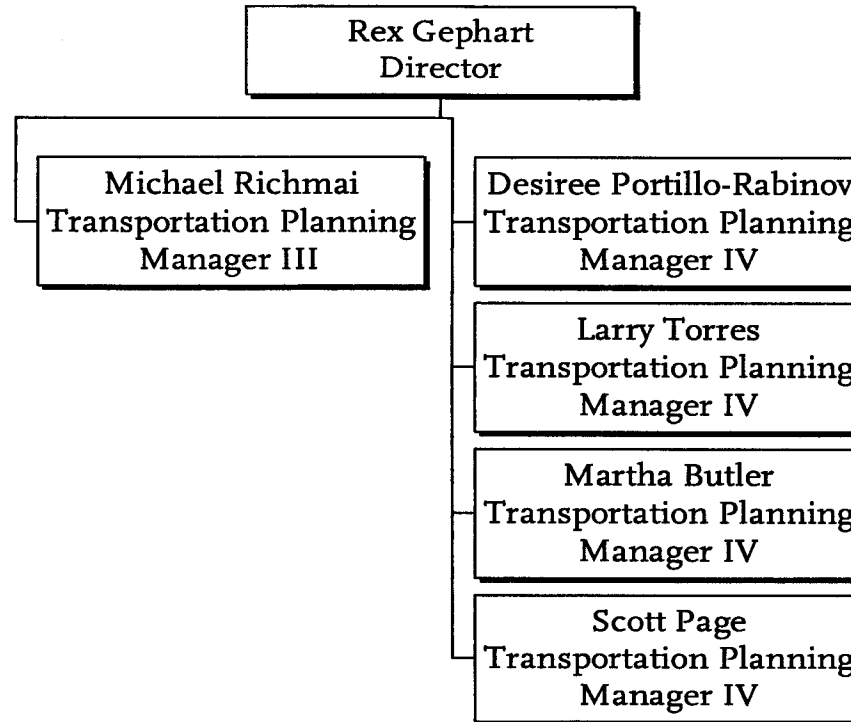 Rex Gephart
Director
Michael Richmai
Transportation Planning
Manager III
Desiree Portillo-Rabinov
Transportation Planning
Manager IV
Larry Torres
Transportation Planning
Manager IV
Martha Butler
Transportation Planning
Manager IV
Scott Page
Transportation Planning
Manager IV